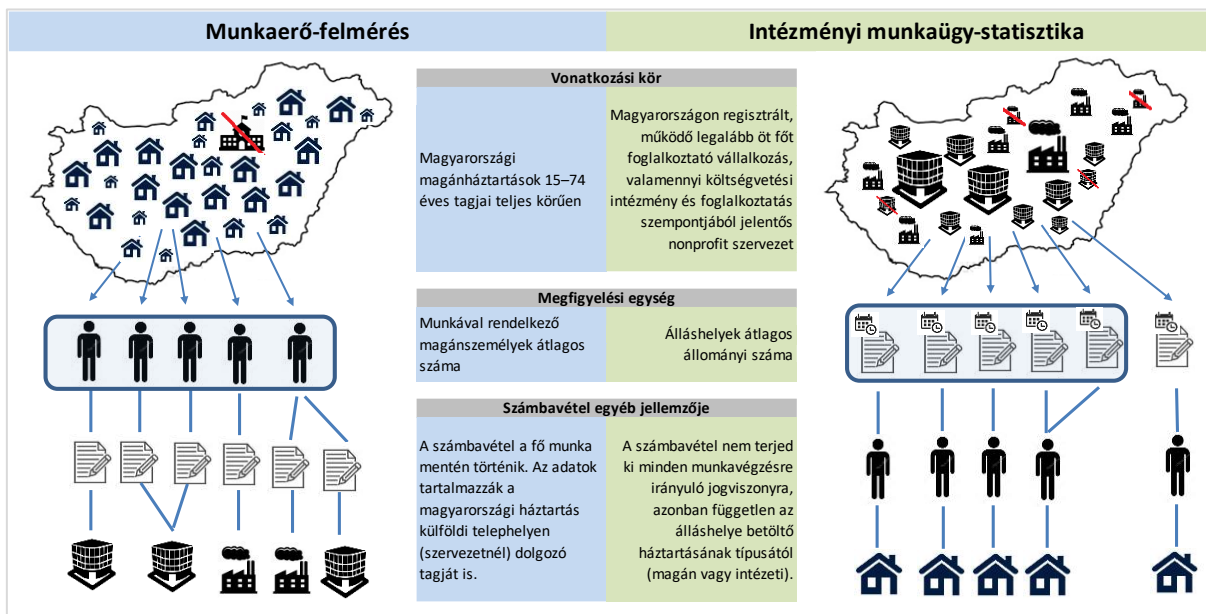 Munkaerő-felmérés
Intézményi munkaügy-statisztika
Vonatkozási kör
Magyarországi
magánháztartások 15–74
éves tagjai teljes körűen
Magyarországon regisztrált,
működő legalább öt főt
foglalkoztató vállalkozás,
valamennyi költségvetési
intézmény és foglalkoztatás
szempontjából jelentős
nonprofit szervezet
Megfigyelési egység
Munkával rendelkező
magánszemélyek átlagos
száma
Álláshelyek átlagos
állományi száma
Számbavétel egyéb jellemzője
A számbavétel a fő munka
mentén történik. Az adatok
tartalmazzák a
magyarországi háztartás
külföldi telephelyen
(szervezetnél) dolgozó
tagját is.
A számbavétel nem terjed
ki minden munkavégzésre
irányuló jogviszonyra,
azonban független az
álláshelye betöltő
háztartásának típusától
(magán vagy intézeti).